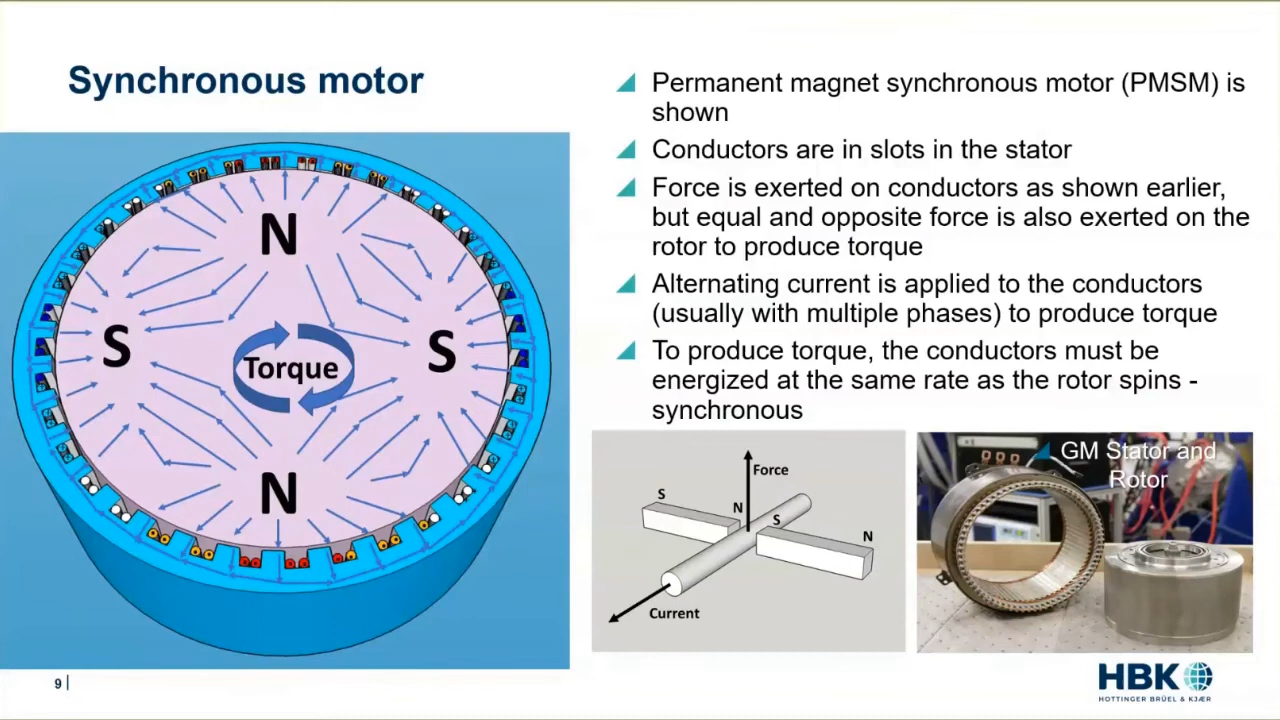 Synchronous motor
Permanent magnet synchronous motor (PMSM) is
shown
Conductors are in slots in the stator
Force is exerted on conductors as shown earlier,
but equal and opposite force is also exerted on the
rotor to produce torque
Alternating current is applied to the conductors
(usually with multiple phases) to produce torque
To produce torque, the conductors must be
energized at the same rate as the rotor spins -
synchronous
N
S
S
Torque
N
Force
S
N
S
N
Current
GM Stator and
Rotor
9 |
HBK
HOTTINGER BRÜEL & KJÆR